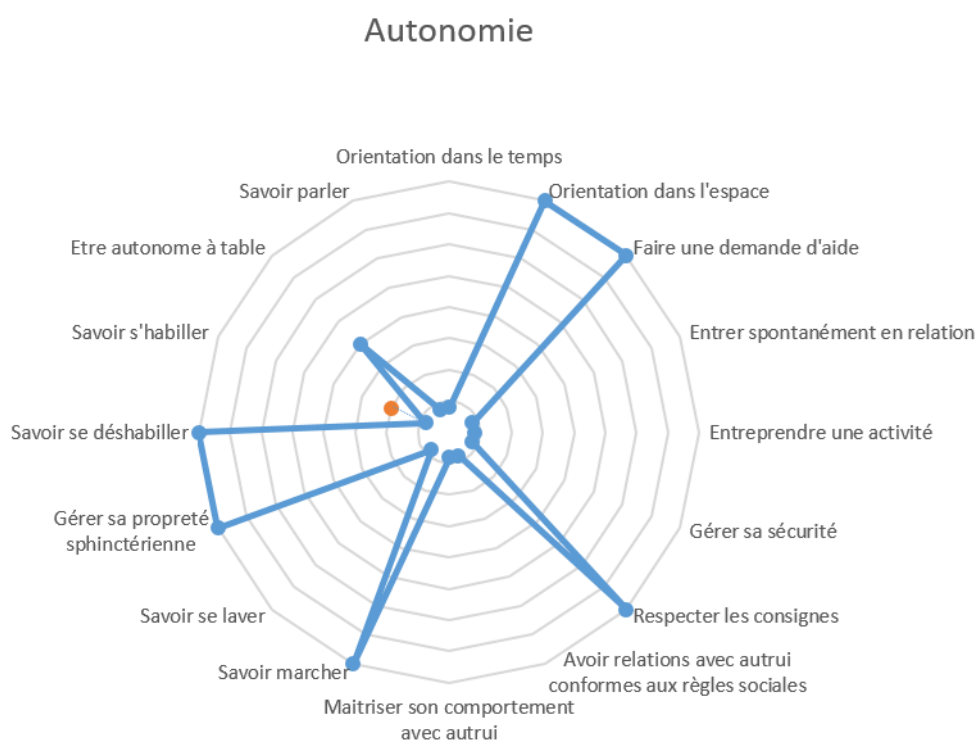 Autonomie
Orientation dans le temps
Orientation dans l'espace
Faire une demande d'aide
Entrer spontanément en relation
Entreprendre une activité
Gérer sa sécurité
Respecter les consignes
Avoir relations avec autrui
conformes aux règles sociales
Maitriser son comportement
avec autrui
Savoir marcher
Savoir se laver
Gérer sa propreté
sphinctérienne
Savoir se déshabiller
Savoir s'habiller
Etre autonome à table
Savoir parler